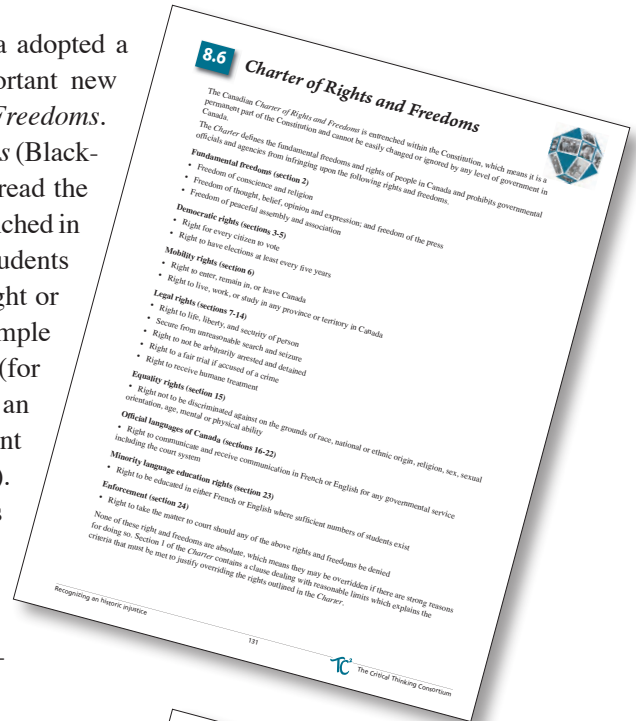 a adopted a
ortant new
Freedoms.
s (Black-
read the
ched in
udents
ght or
mple
(for
an
nt
).
s
-
8.6 Charter of Rights and Freedoms
The Canadian Charter of Rights and Freedoms is entrenched within the Constitution, which means it is a
permanent part of the Constitution and cannot be easily changed or ignored by any level of government in
Canada.
The Charter defines the fundamental freedoms and rights of people in Canada and prohibits governmental
officials and agencies from infringing upon the following rights and freedoms.
Fundamental freedoms (section 2)
• Freedom of conscience and religion
• Freedom of thought, belief, opinion and expression; and freedom of the press
• Freedom of peaceful assembly and association
Democratic rights (sections 3-5)
• Right for every citizen to vote
• Right to have elections at least every five years
Mobility rights (section 6)
• Right to enter, remain in, or leave Canada
• Right to live, work, or study in any province or territory in Canada
Legal rights (sections 7-14)
• Right to life, liberty, and security of person
• Secure from unreasonable search and seizure
• Right to not be arbitrarily arrested and detained
• Right to a fair trial if accused of a crime
• Right to receive humane treatment
Equality rights (section 15)
• Right not to be discriminated against on the grounds of race, national or ethnic origin, religion, sex, sexual
orientation, age, mental or physical ability
Official languages of Canada (sections 16-22)
• Right to communicate and receive communication in French or English for any governmental service
including the court system
Minority language education rights (section 23)
• Right to be educated in either French or English where sufficient numbers of students exist
Enforcement (section 24)
• Right to take the matter to court should any of the above rights and freedoms be denied
None of these right and freedoms are absolute, which means they may be overridden if there are strong reasons
for doing so. Section 1 of the Charter contains a clause dealing with reasonable limits which explains the
criteria that must be met to justify overriding the rights outlined in the Charter.
Recognizing an historic injustice
131
TC² The Critical Thinking Consortium